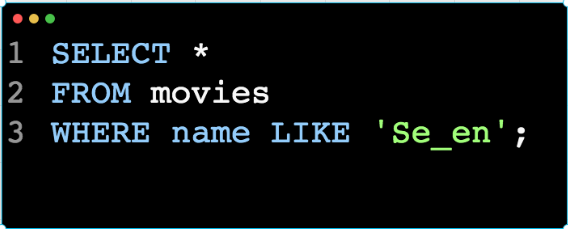 1 SELECT *
2 FROM movies
3 WHERE name LIKE 'Se_en';